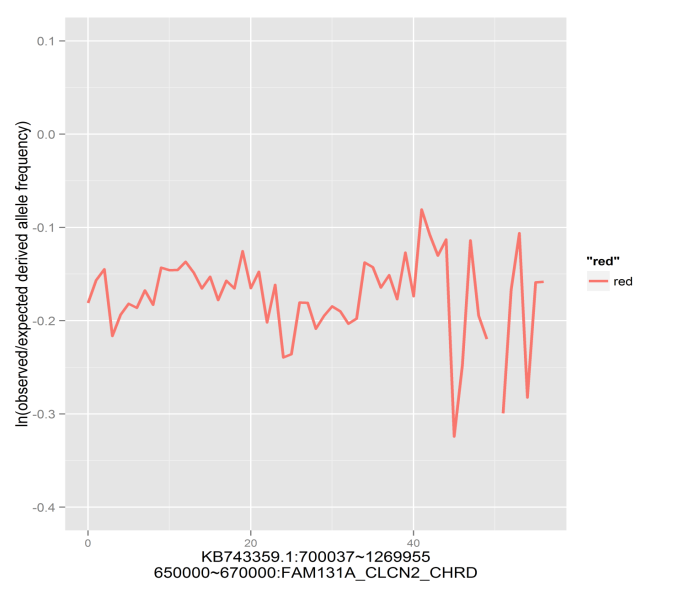 ln(observed/expected derived allele frequency)
0.1
0.0
-0.1
-0.2
-0.3
-0.4
0
20
40
KB743359.1:700037~1269955
650000~670000:FAM131A_CLCN2_CHRD
"red"
red